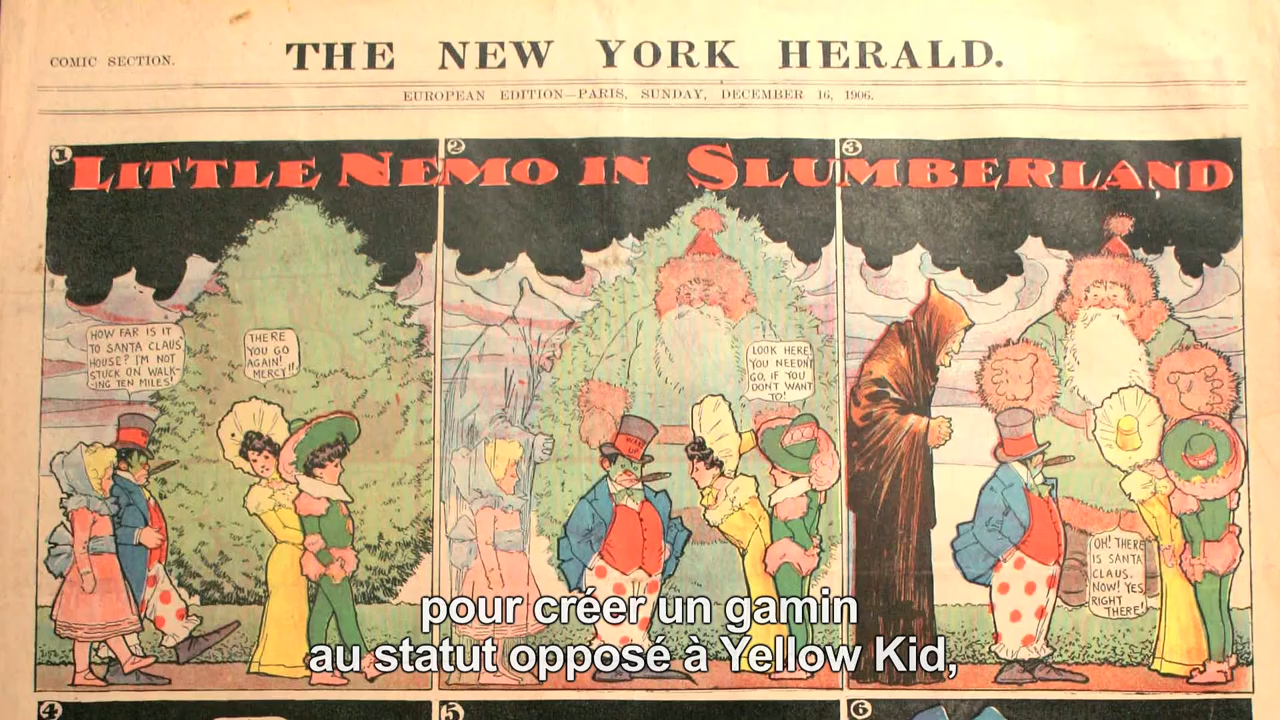 COMIC SECTION.
THE NEW YORK HERALD.
EUROPEAN EDITION—PARIS, SUNDAY, DECEMBER 16, 1906.
1
2
3
LITTLE NEMO IN SLUMBERLAND
HOW FAR IS IT
TO SANTA CLAUS'
HOUSE? I'M NOT
STUCK ON WALK-
-ING TEN MILES!
THERE
YOU GO
AGAIN!
MERCY!!
LOOK HERE!
YOU NEEDN'T
GO, IF YOU
DON'T WANT
TO!
WAKE
UP
OH! THERE
IS SANTA
CLAUS.
NOW! YES,
RIGHT
THERE!
pour créer un gamin
au statut opposé à Yellow Kid,
4
5
6